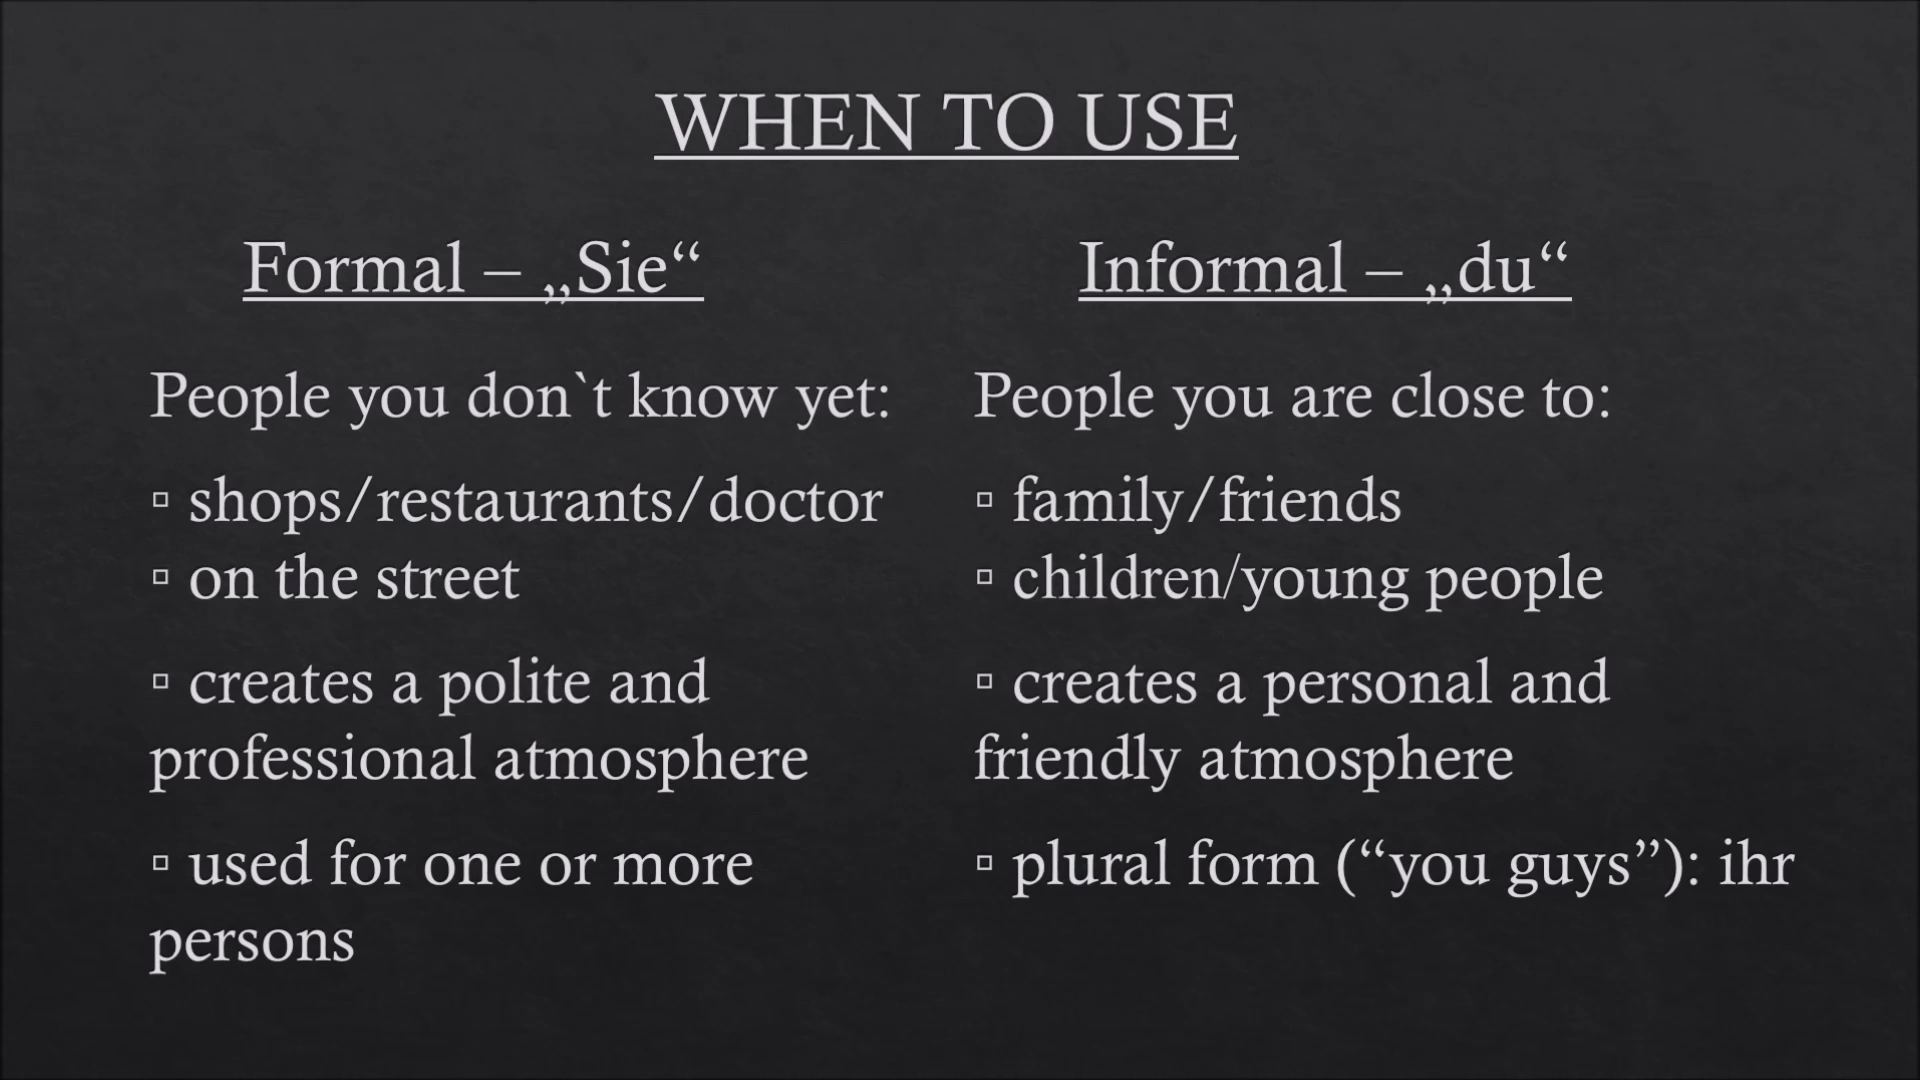 WHEN TO USE
Formal – „Sie“
People you don`t know yet:
▫ shops/restaurants/doctor
▫ on the street
▫ creates a polite and
professional atmosphere
▫ used for one or more
persons
Informal – „du“
People you are close to:
▫ family/friends
▫ children/young people
▫ creates a personal and
friendly atmosphere
▫ plural form (“you guys”): ihr